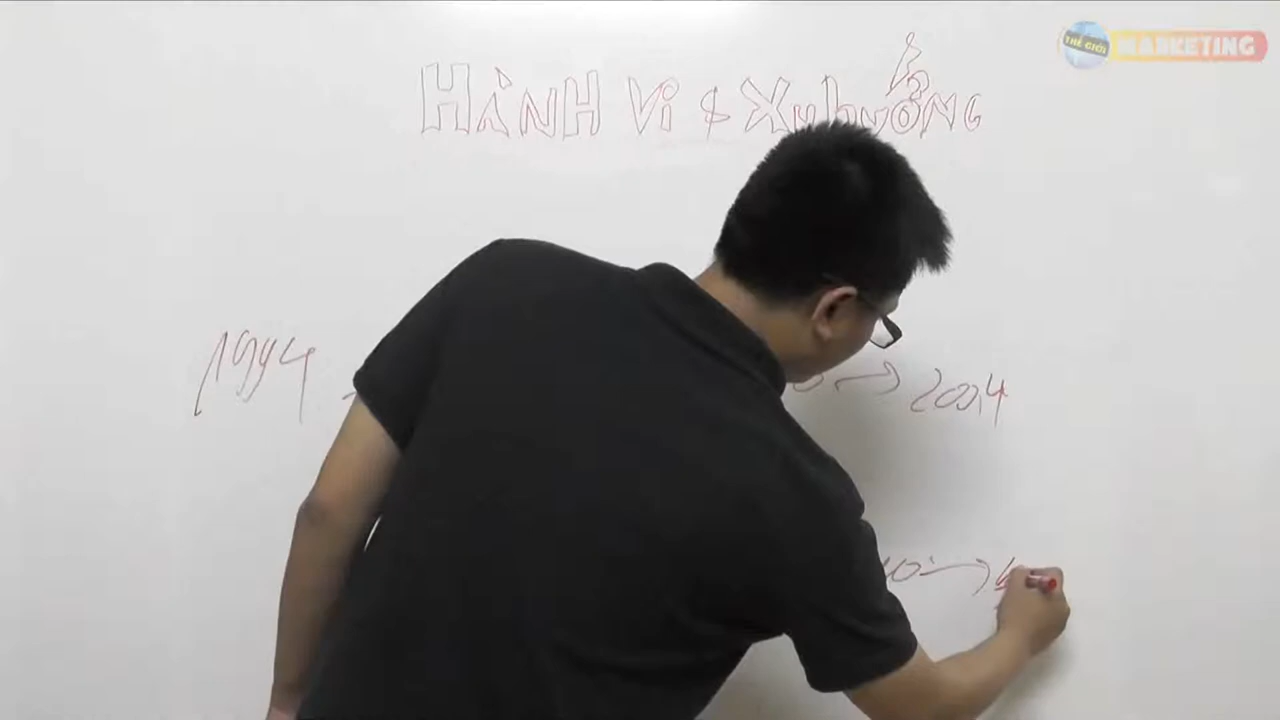 THẾ GIỚI MARKETING
HÀNH Vi & Xu hướng
1994
→ 2004